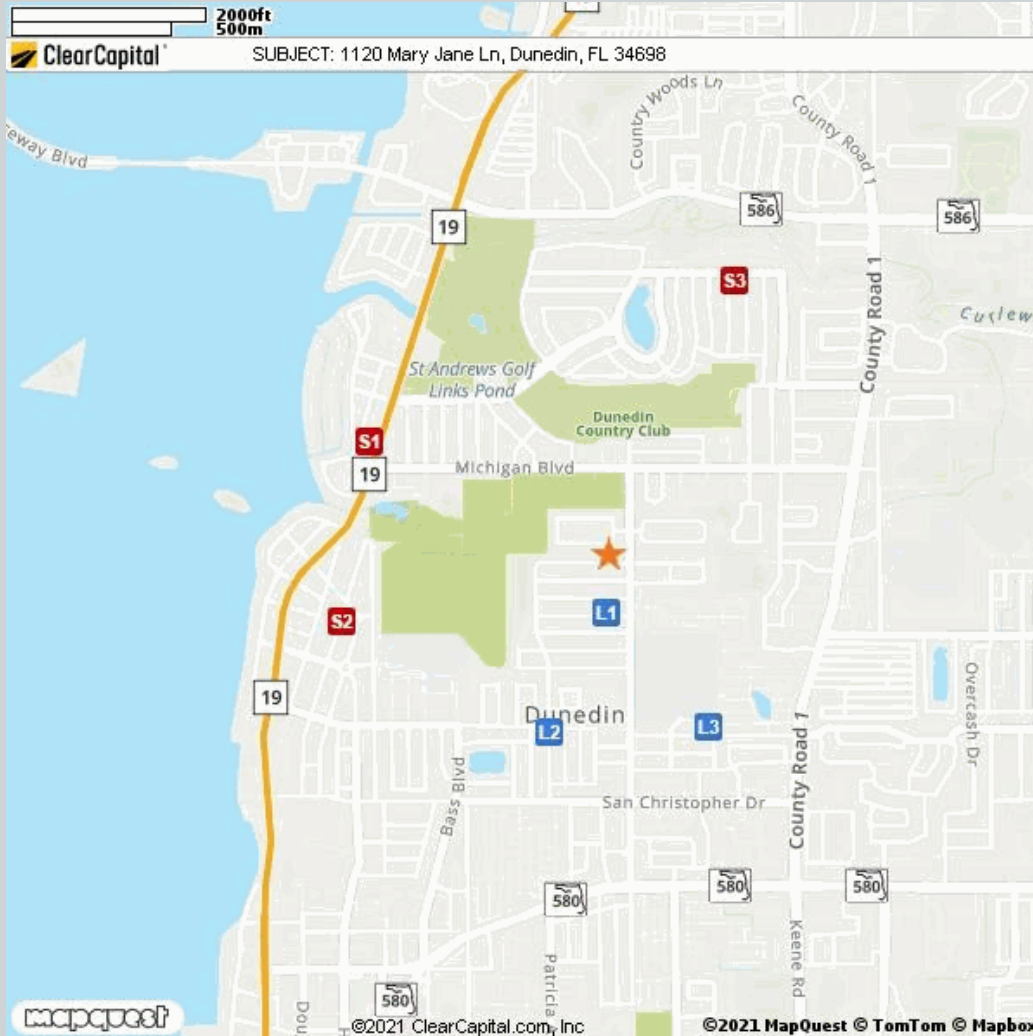 2000ft
500m
ClearCapital
SUBJECT: 1120 Mary Jane Ln, Dunedin, FL 34698
eway Blvd
Country Woods Ln
County Road 1
586
586
19
S3
County Road 1
Curlew
St Andrews Golf
Links Pond
Dunedin
Country Club
S1
19
Michigan Blvd
L1
S2
19
Dunedin
L2
L3
Overcash Dr
County Road 1
Bass Blvd
San Christopher Dr
580
580
580
Keene Rd
Patricia
580
Dou
mapquest
©2021 ClearCapital.com, Inc
©2021 MapQuest © TomTom © Mapbox